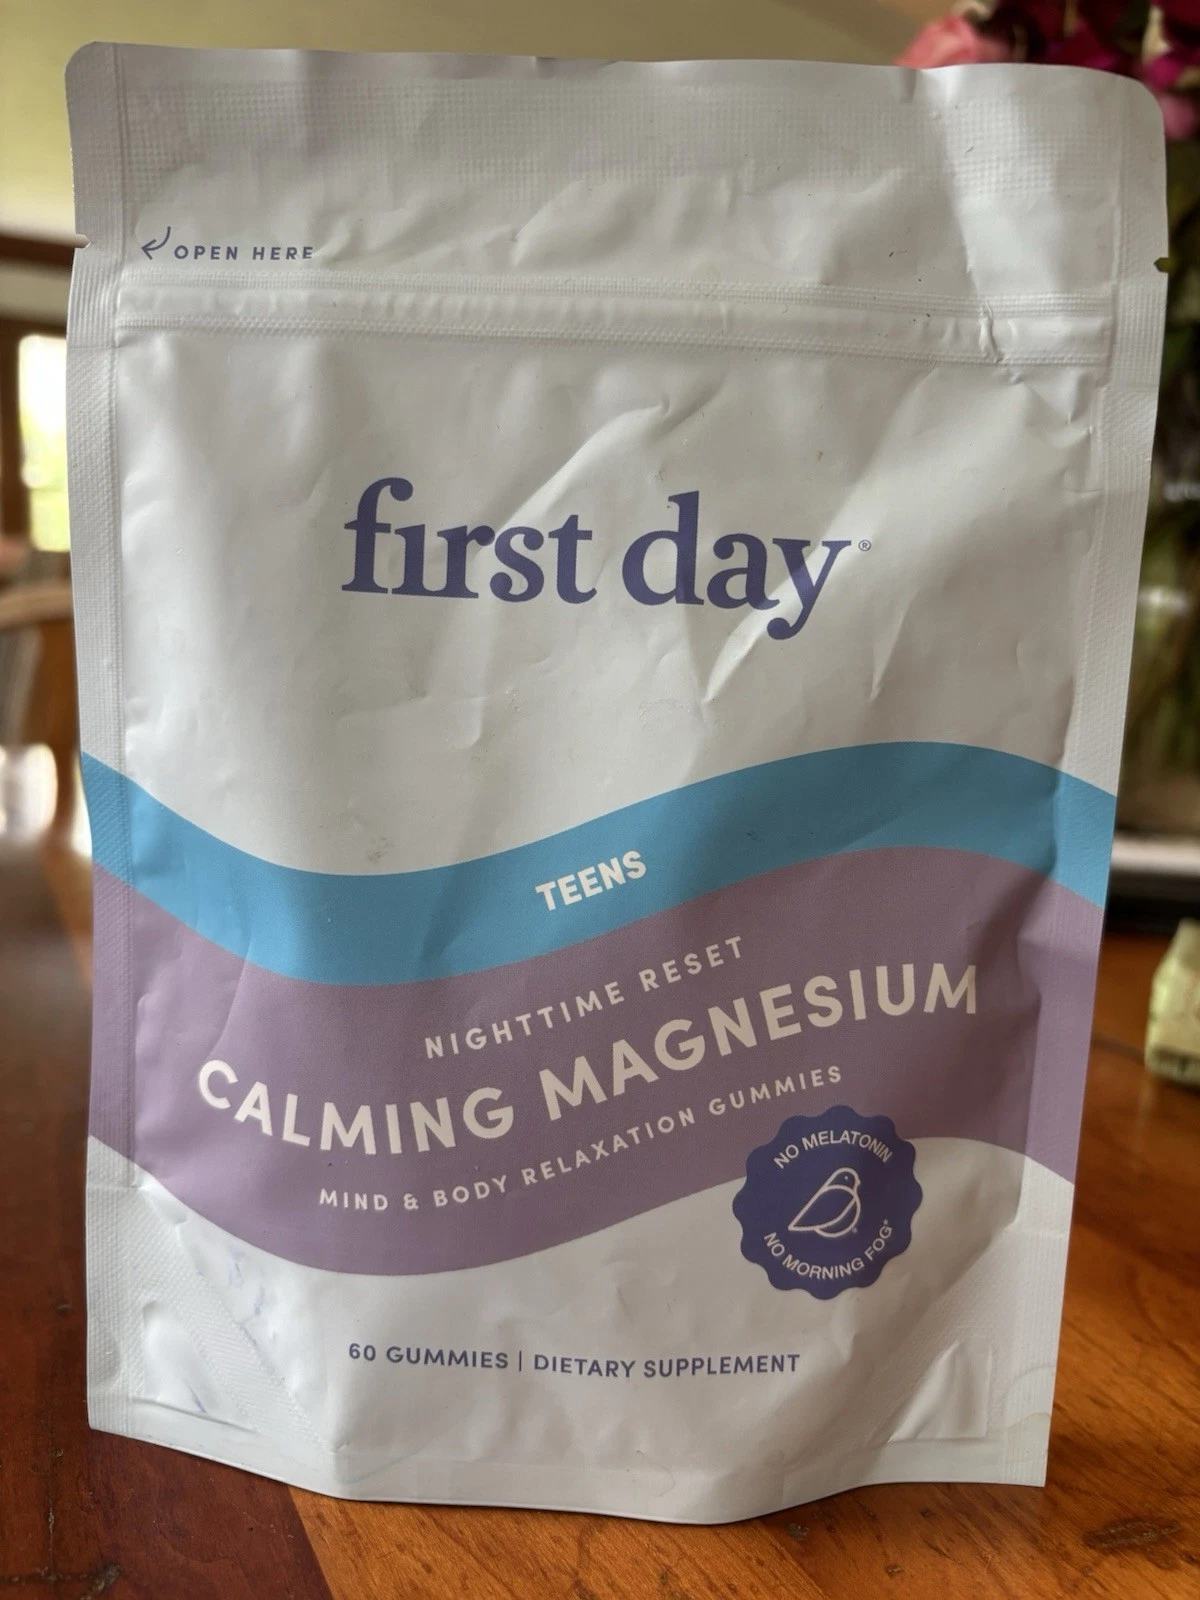 OPEN HERE
first day®
TEENS
NIGHTTIME RESET
CALMING MAGNESIUM
MIND & BODY RELAXATION GUMMIES
NO MELATONIN
NO MORNING FOG*
60 GUMMIES | DIETARY SUPPLEMENT